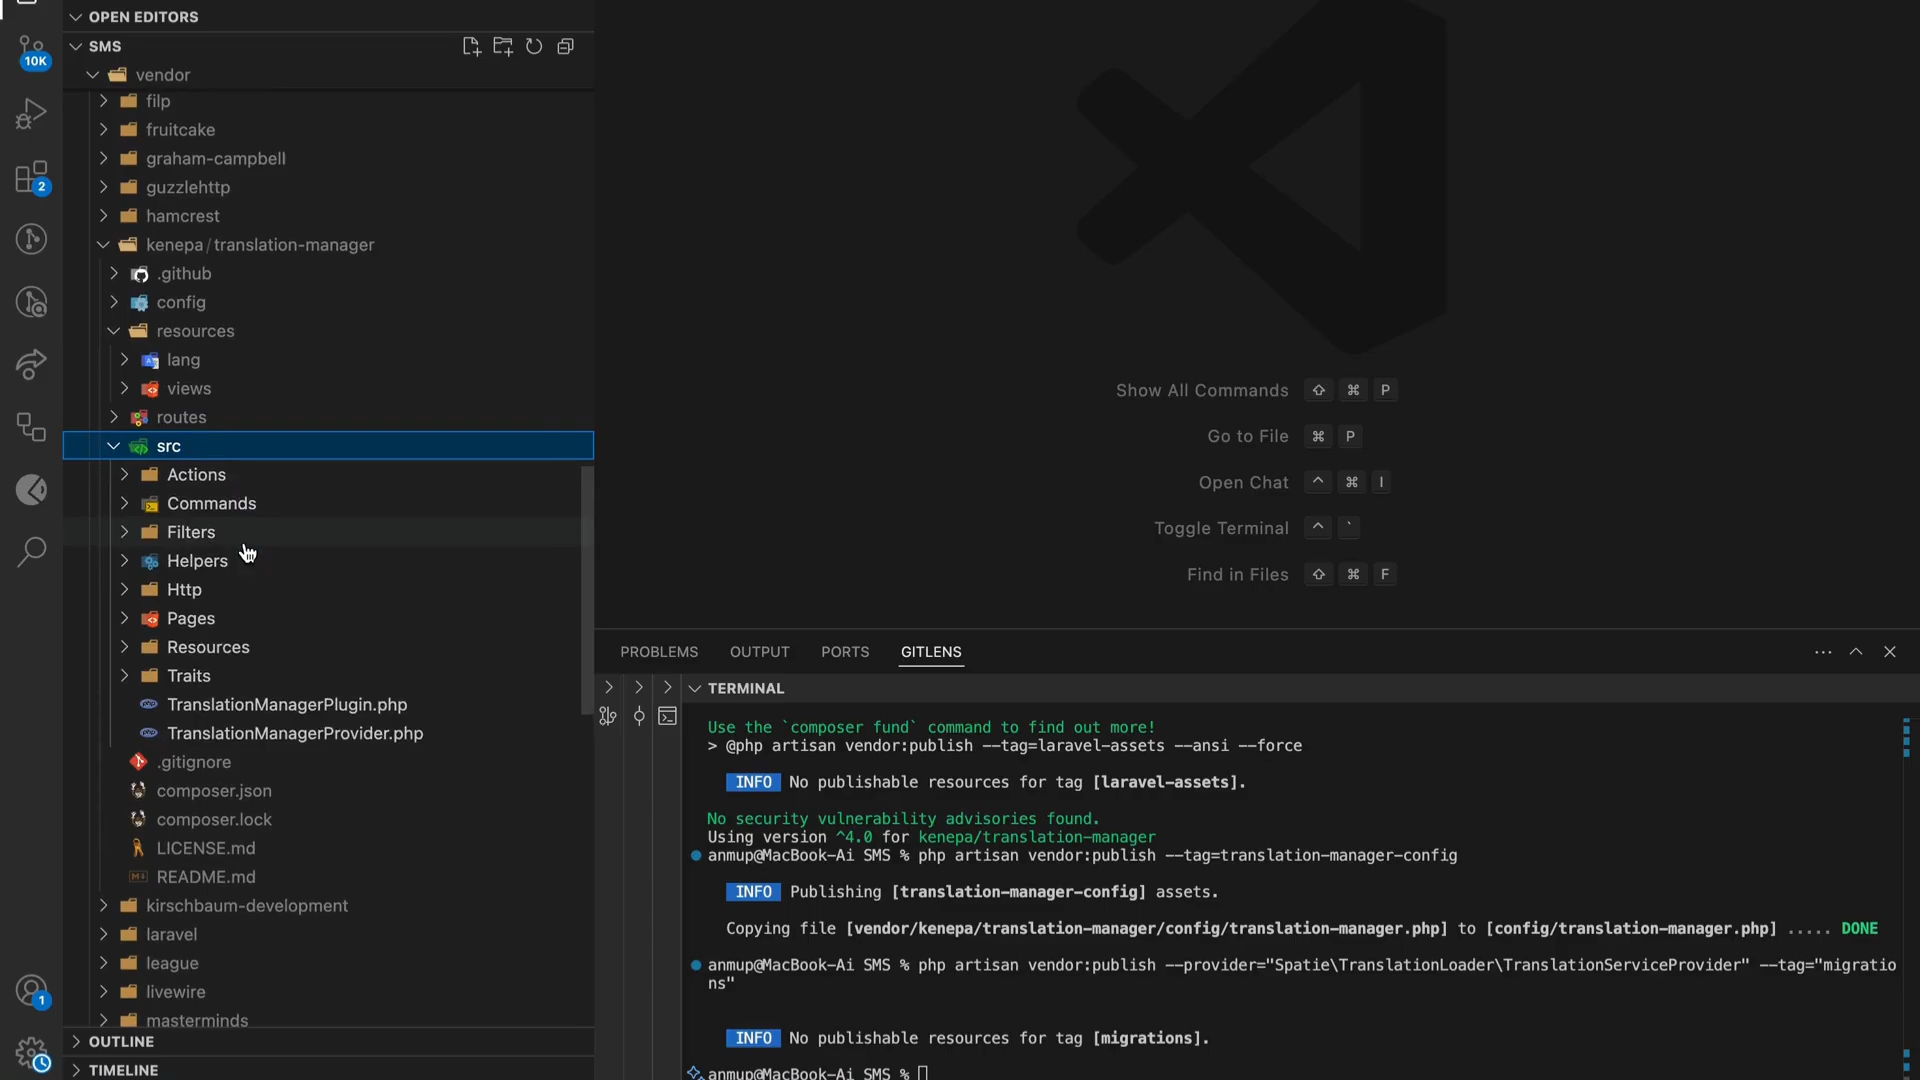 OPEN EDITORS
SMS
10K
vendor
filp
fruitcake
graham-campbell
2
guzzlehttp
hamcrest
kenepa/translation-manager
.github
config
resources
lang
views
routes
src
Actions
Commands
Filters
Helpers
Http
Pages
Resources
Traits
TranslationManagerPlugin.php
TranslationManagerProvider.php
.gitignore
composer.json
composer.lock
LICENSE.md
README.md
kirschbaum-development
laravel
league
livewire
1
masterminds
OUTLINE
TIMELINE
Show All Commands ⇧ ⌘ P
Go to File ⌘ P
Open Chat ^ ⌘ I
Toggle Terminal ^ `
Find in Files ⇧ ⌘ F
PROBLEMS OUTPUT PORTS GITLENS
TERMINAL
Use the `composer fund` command to find out more!
> @php artisan vendor:publish --tag=laravel-assets --ansi --force
INFO No publishable resources for tag [laravel-assets].
No security vulnerability advisories found.
Using version ^4.0 for kenepa/translation-manager
anmup@MacBook-Ai SMS % php artisan vendor:publish --tag=translation-manager-config
INFO Publishing [translation-manager-config] assets.
Copying file [vendor/kenepa/translation-manager/config/translation-manager.php] to [config/translation-manager.php] ..... DONE
anmup@MacBook-Ai SMS % php artisan vendor:publish --provider="Spatie\TranslationLoader\TranslationServiceProvider" --tag="migratio
ns"
INFO No publishable resources for tag [migrations].
anmup@MacBook-Ai SMS %